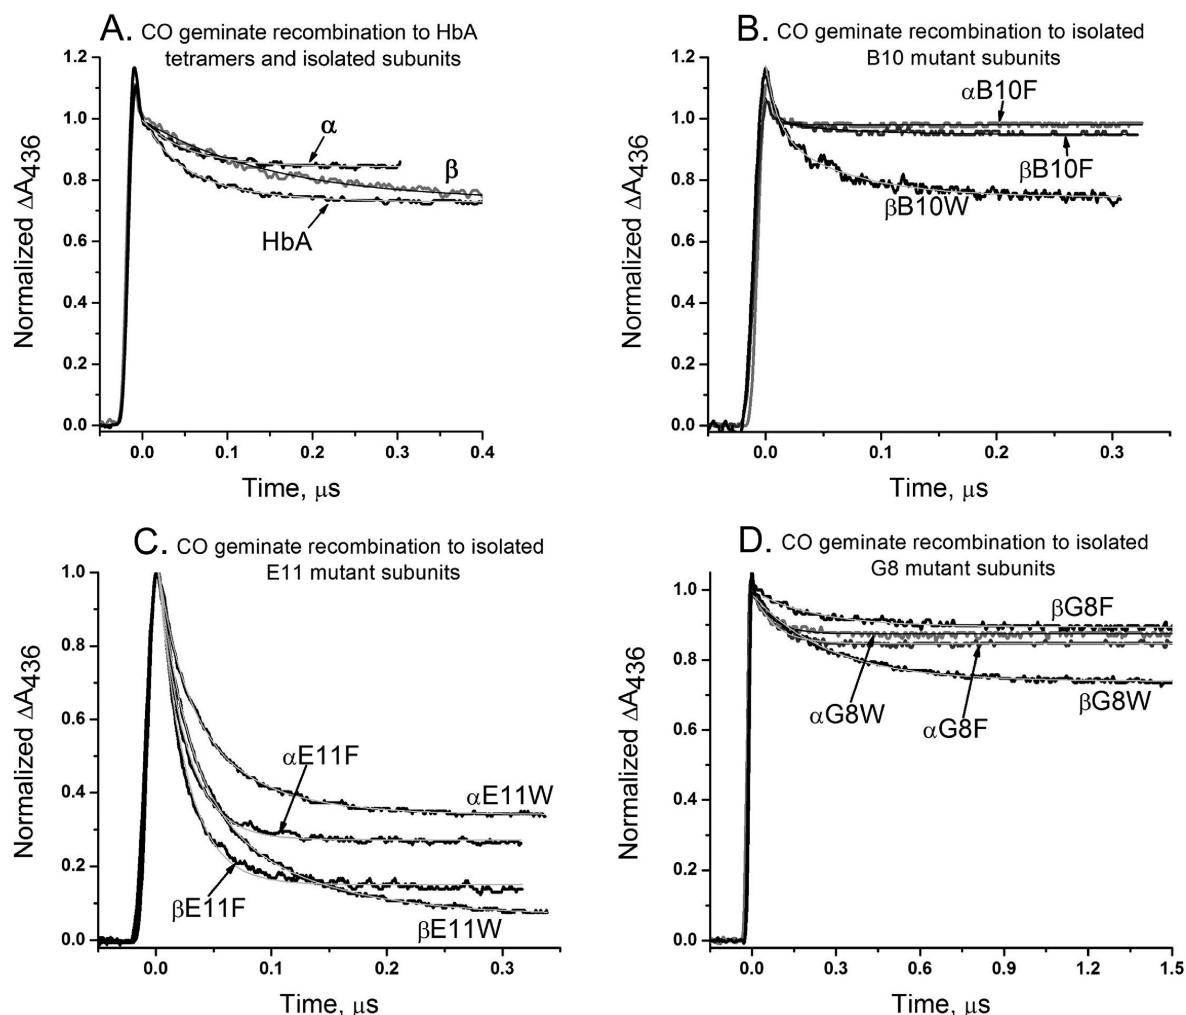 A. CO geminate recombination to HbA
tetramers and isolated subunits
1.2
1.0
0.8
0.6
0.4
0.2
0.0
Normalized ΔA436
α
β
HbA
0.0 0.1 0.2 0.3 0.4
Time, μs
B. CO geminate recombination to isolated
B10 mutant subunits
1.2
1.0
0.8
0.6
0.4
0.2
0.0
Normalized ΔA436
αB10F
βB10F
βB10W
0.0 0.1 0.2 0.3
Time, μs
C. CO geminate recombination to isolated
E11 mutant subunits
1.0
0.8
0.6
0.4
0.2
0.0
Normalized ΔA436
αE11F
αE11W
βE11F
βE11W
0.0 0.1 0.2 0.3
Time, μs
D. CO geminate recombination to isolated
G8 mutant subunits
1.0
0.8
0.6
0.4
0.2
0.0
Normalized ΔA436
βG8F
αG8W
αG8F
βG8W
0.0 0.3 0.6 0.9 1.2 1.5
Time, μs